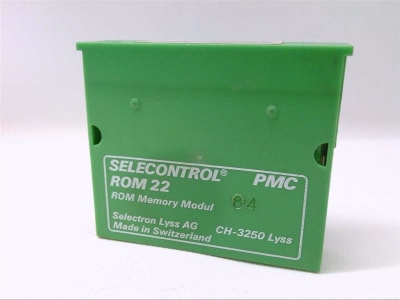 SELECONTROL® PMC
ROM 22
ROM Memory Modul 8.4
Selectron Lyss AG
Made in Switzerland CH-3250 Lyss